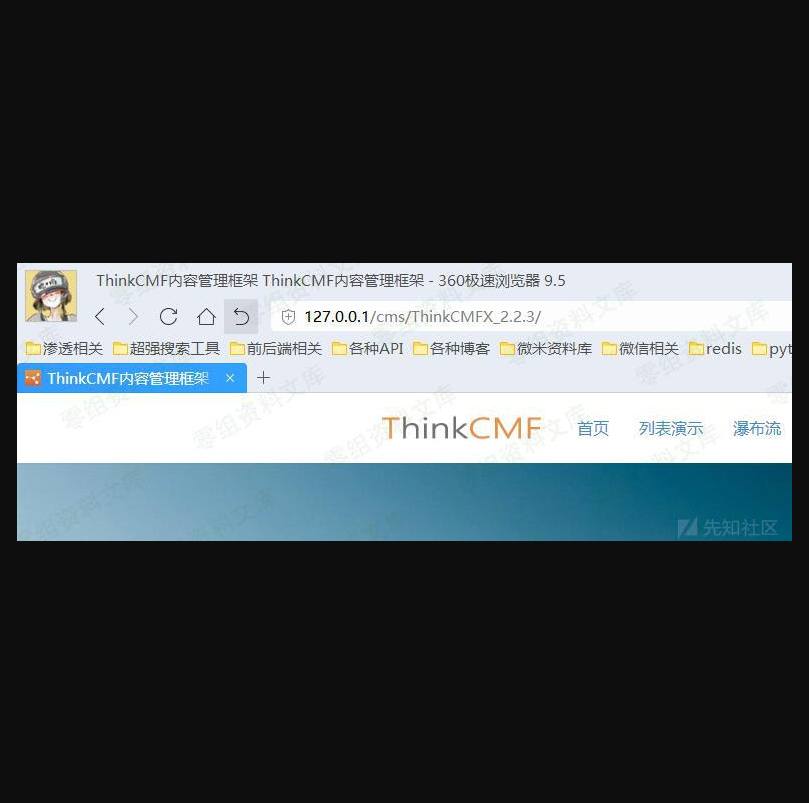 ThinkCMF内容管理框架 ThinkCMF内容管理框架 - 360极速浏览器 9.5
127.0.0.1/cms/ThinkCMFX_2.2.3/
渗透相关 超强搜索工具 前后端相关 各种API 各种博客 微米资料库 微信相关 redis pyt
ThinkCMF内容管理框架
ThinkCMF 首页 列表演示 瀑布流
零组资料文库
先知社区